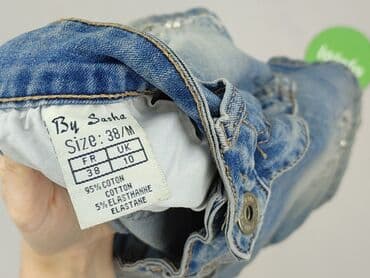 By Sasha
Size: 38/M
FR UK
38 10
95% COTON
COTTON
5% ELASTHANNE
ELASTANE